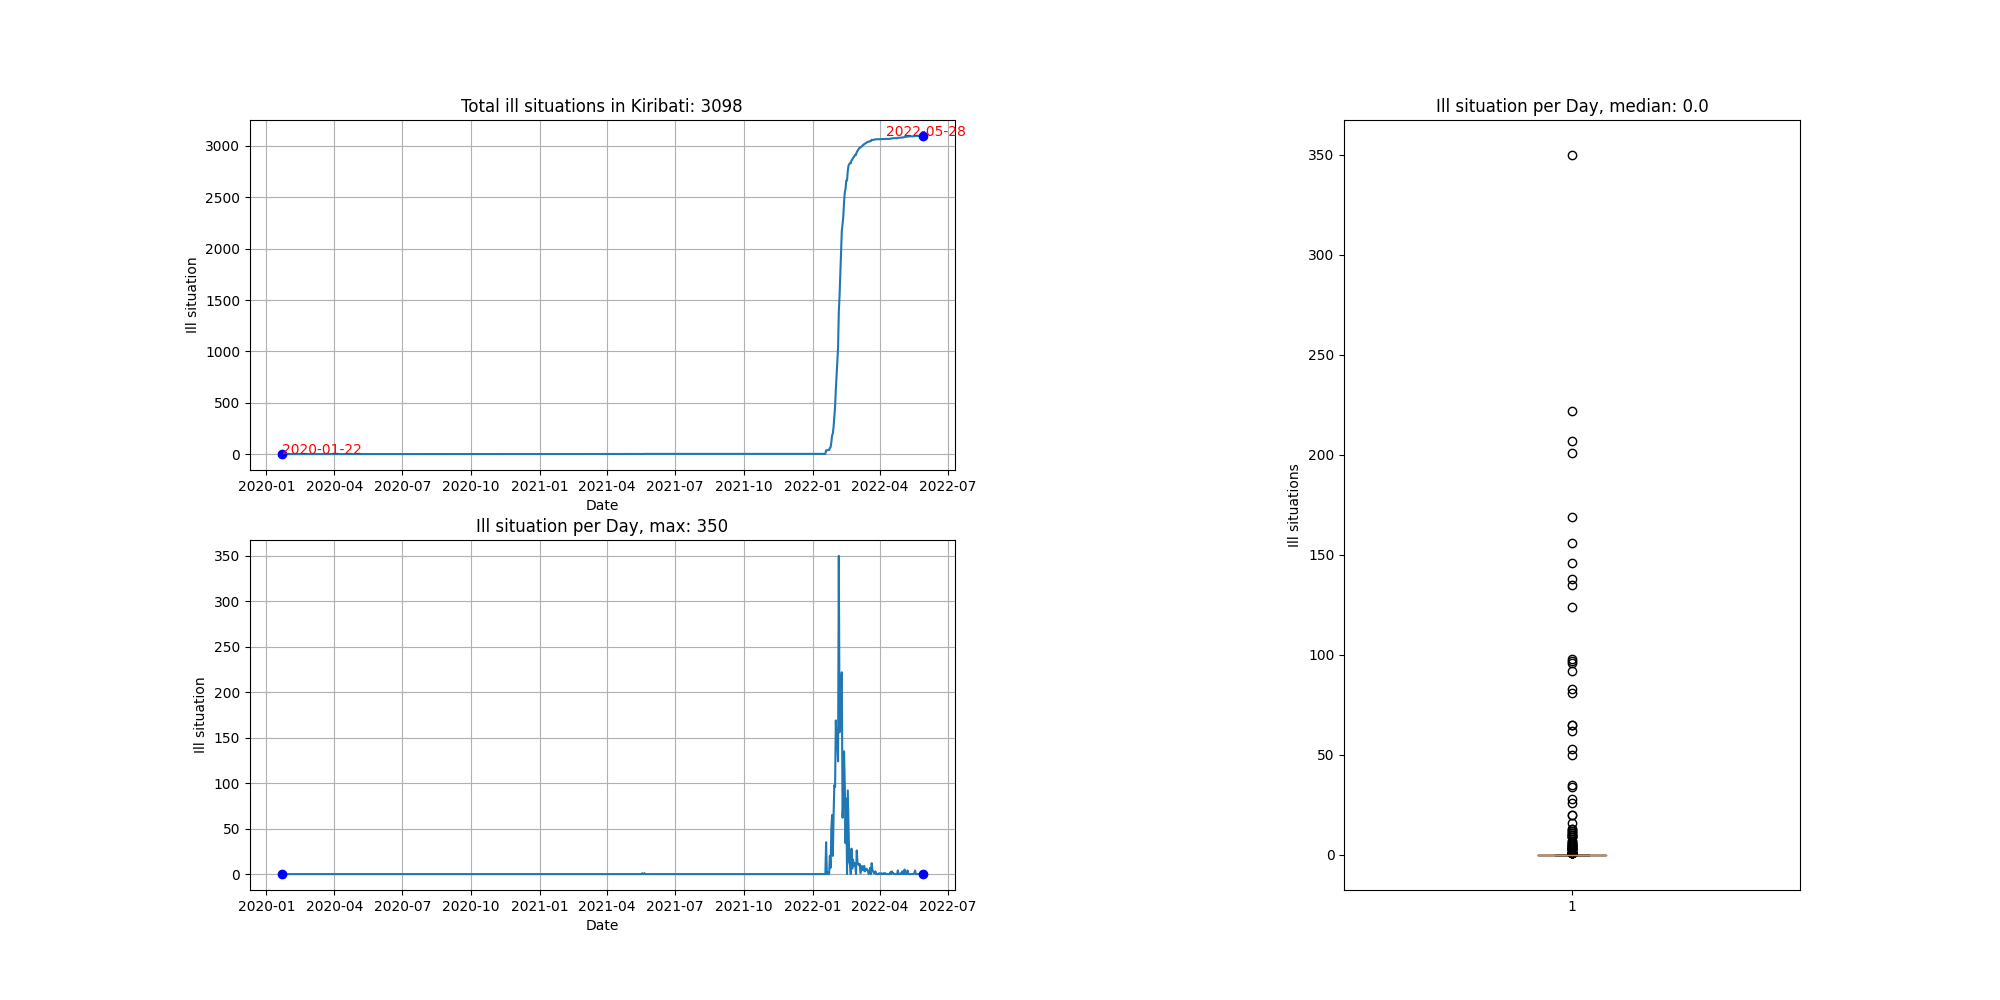 Total ill situations in Kiribati: 3098
3000
2500
2000
1500
1000
500
0
Ill situation
2022-05-28
2020-01-22
2020-01 2020-04 2020-07 2020-10 2021-01 2021-04 2021-07 2021-10 2022-01 2022-04 2022-07
Date
Ill situation per Day, max: 350
350
300
250
200
150
100
50
0
Ill situation
2020-01 2020-04 2020-07 2020-10 2021-01 2021-04 2021-07 2021-10 2022-01 2022-04 2022-07
Date
Ill situation per Day, median: 0.0
350
300
250
200
150
100
50
0
Ill situations
1